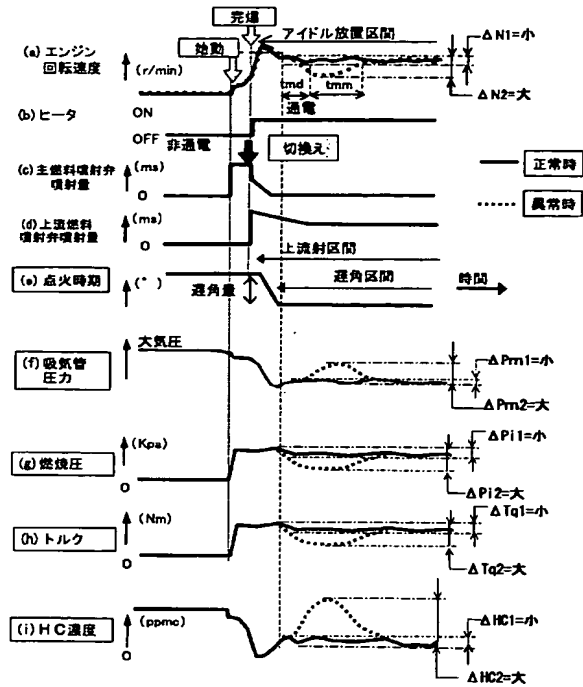 完爆
アイドル放置区間
ΔN1=小
(a)エンジン
回転速度
(r/min)
始動
tmd
tmm
通電
ΔN2=大
(b)ヒータ
ON
OFF
非通電
切換え
(c)主燃料噴射弁
噴射量
(ms)
0
正常時
(d)上流燃料
噴射弁噴射量
(ms)
0
異常時
上流射区間
(e)点火時期
(°)
遅角量
遅角区間
時間
大気圧
(f)吸気管
圧力
ΔPm1=小
ΔPm2=大
(Kpa)
(g)燃焼圧
0
ΔPi1=小
ΔPi2=大
(Nm)
(h)トルク
0
ΔTq1=小
ΔTq2=大
(i)HC濃度
(ppmc)
0
ΔHC1=小
ΔHC2=大